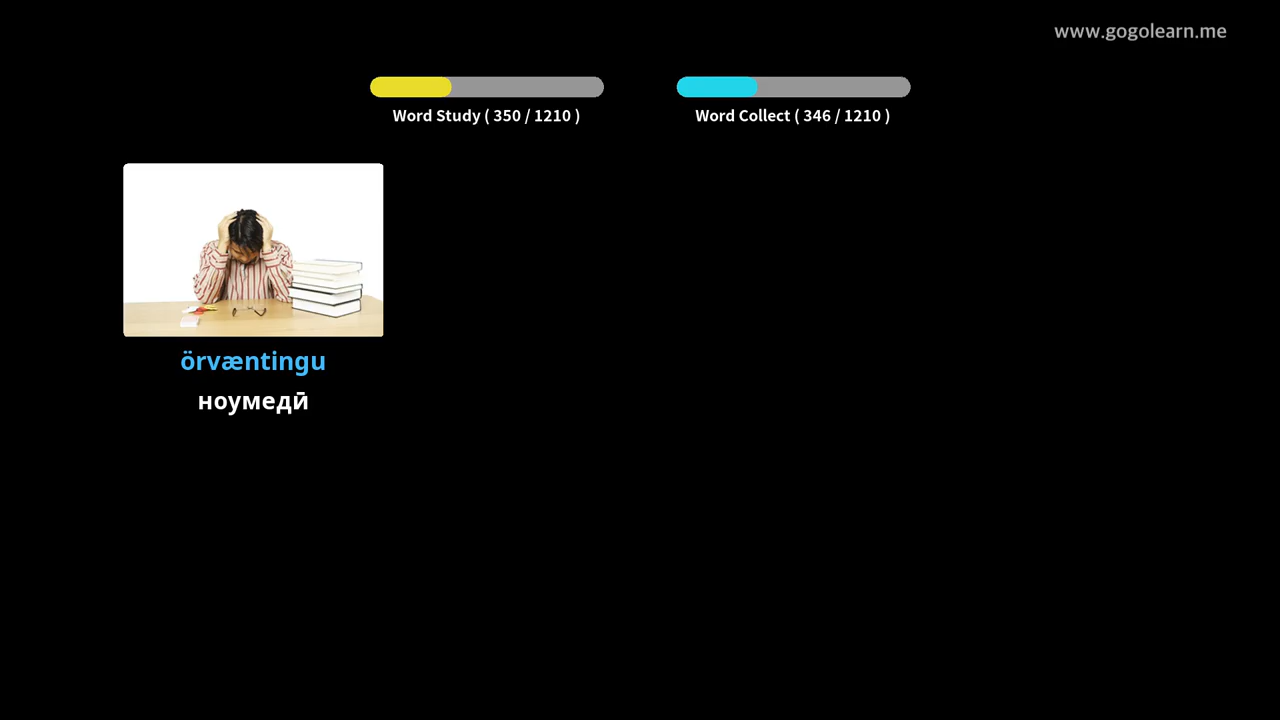 www.gogolearn.me
Word Study ( 350 / 1210 )
Word Collect ( 346 / 1210 )
örvæntingu
ноумедӣ